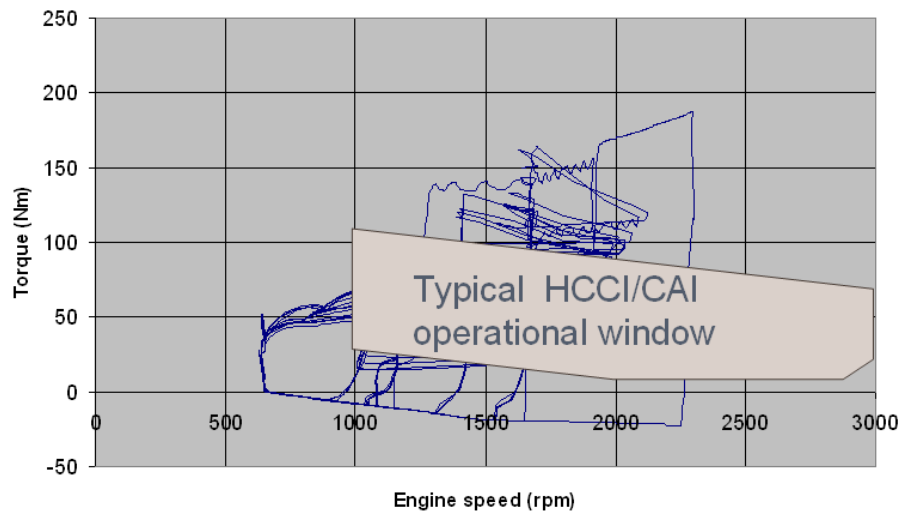 250
200
150
100
50
0
-50
Torque (Nm)
Typical HCCI/CAI
operational window
0 500 1000 1500 2000 2500 3000
Engine speed (rpm)